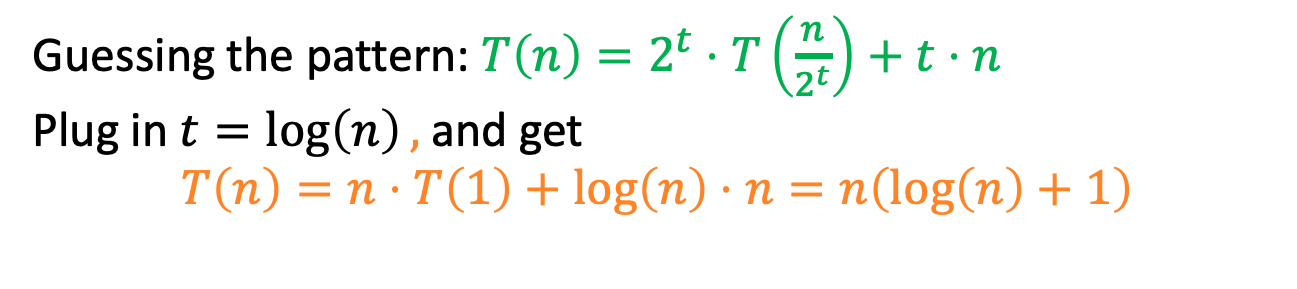 Guessing the pattern: T(n) = 2^t · T(n/2^t) + t · n
Plug in t = log(n) , and get
T(n) = n · T(1) + log(n) · n = n(log(n) + 1)